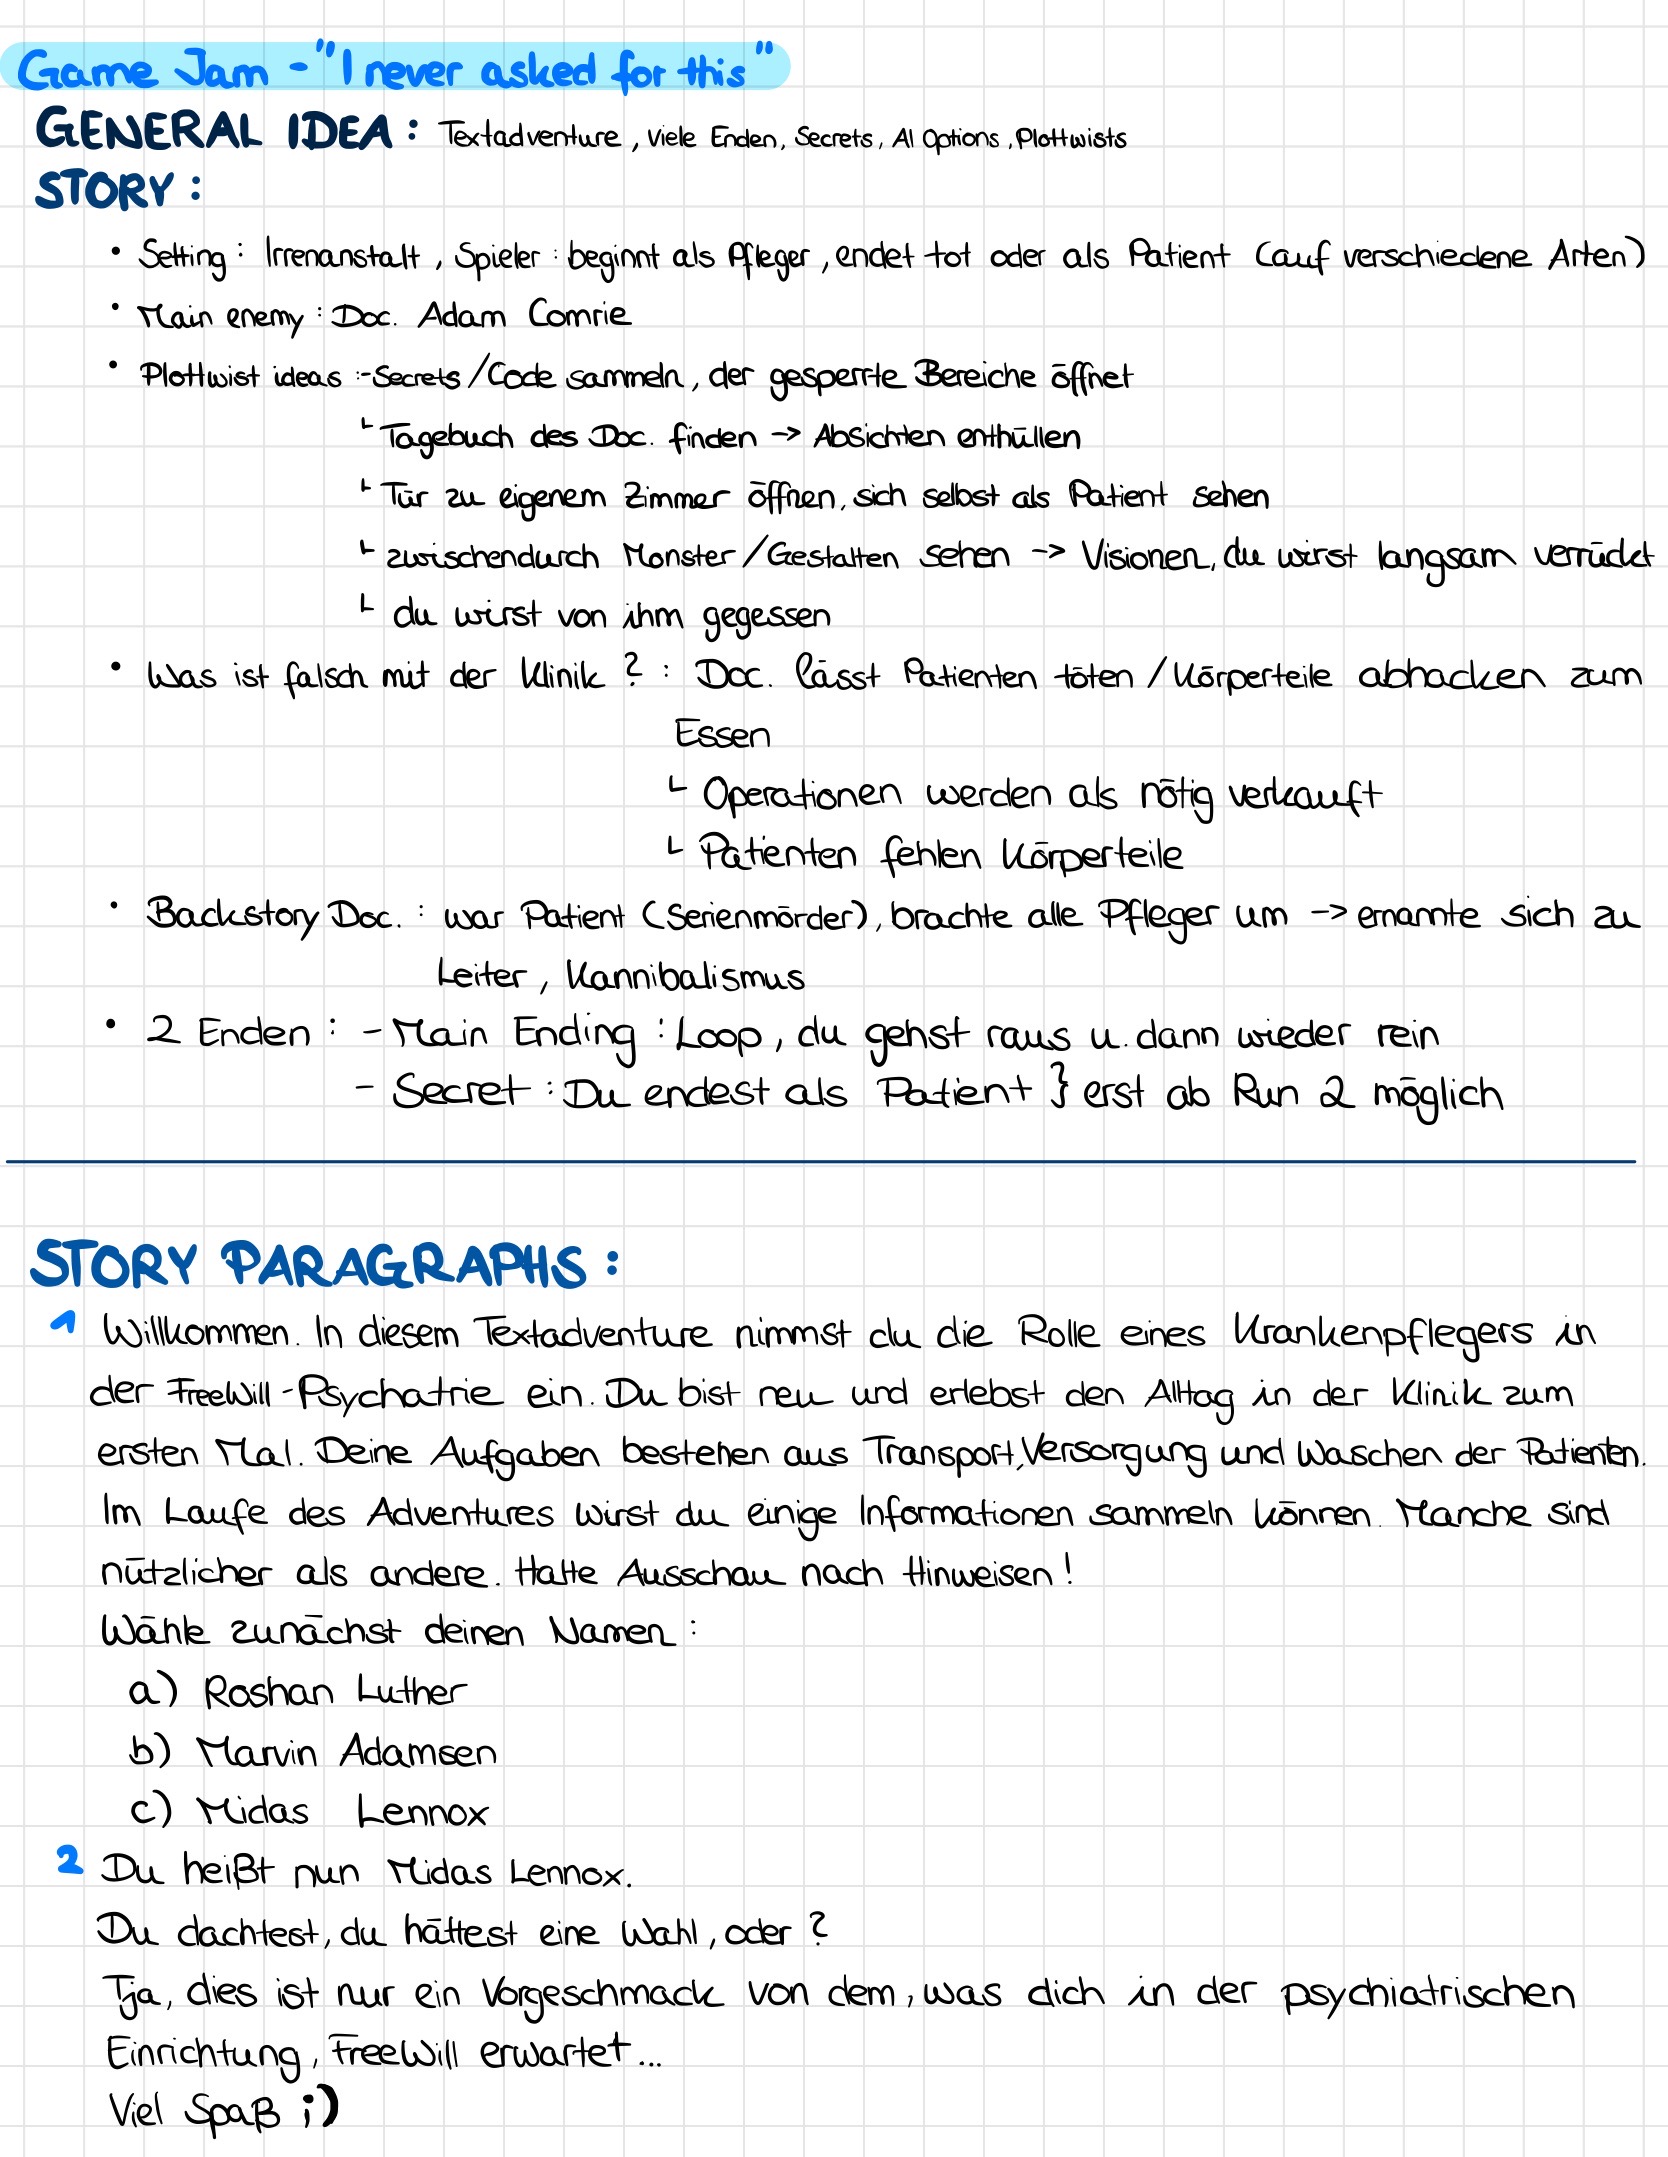 Game Jam - "I never asked for this"
GENERAL IDEA: Textadventure, Viele Enden, Secrets, AI Options, Plottwists
STORY:
• Setting: Irrenanstalt, Spieler: beginnt als Pfleger, endet tot oder als Patient (auf verschiedene Arten)
• Main enemy: Doc. Adam Comrie
• Plottwist ideas: -Secrets/Code sammeln, der gesperrte Bereiche öffnet
└ Tagebuch des Doc. finden -> Absichten enthüllen
└ Tür zu eigenem Zimmer öffnen, sich selbst als Patient sehen
└ zwischendurch Monster/Gestalten sehen -> Visionen, du wirst langsam verrückt
└ du wirst von ihm gegessen
• Was ist falsch mit der Klinik?: Doc. lässt Patienten töten/Körperteile abhacken zum
Essen
└ Operationen werden als nötig verkauft
└ Patienten fehlen Körperteile
• Backstory Doc.: war Patient (Serienmörder), brachte alle Pfleger um -> ernannte sich zu
Leiter, Kannibalismus
• 2 Enden: - Main Ending: Loop, du gehst raus u. dann wieder rein
- Secret: Du endest als Patient } erst ab Run 2 möglich
STORY PARAGRAPHS:
1 Willkommen. In diesem Textadventure nimmst du die Rolle eines Krankenpflegers in
der FreeWill-Psychatrie ein. Du bist neu und erlebst den Alltag in der Klinik zum
ersten Mal. Deine Aufgaben bestehen aus Transport, Versorgung und Waschen der Patienten.
Im Laufe des Adventures wirst du einige Informationen sammeln können. Manche sind
nützlicher als andere. Halte Ausschau nach Hinweisen!
Wähle zunächst deinen Namen:
a) Roshan Luther
b) Marvin Adamsen
c) Midas Lennox
2 Du heißt nun Midas Lennox.
Du dachtest, du hättest eine Wahl, oder?
Tja, dies ist nur ein Vorgeschmack von dem, was dich in der psychiatrischen
Einrichtung, FreeWill erwartet...
Viel Spaß ;)